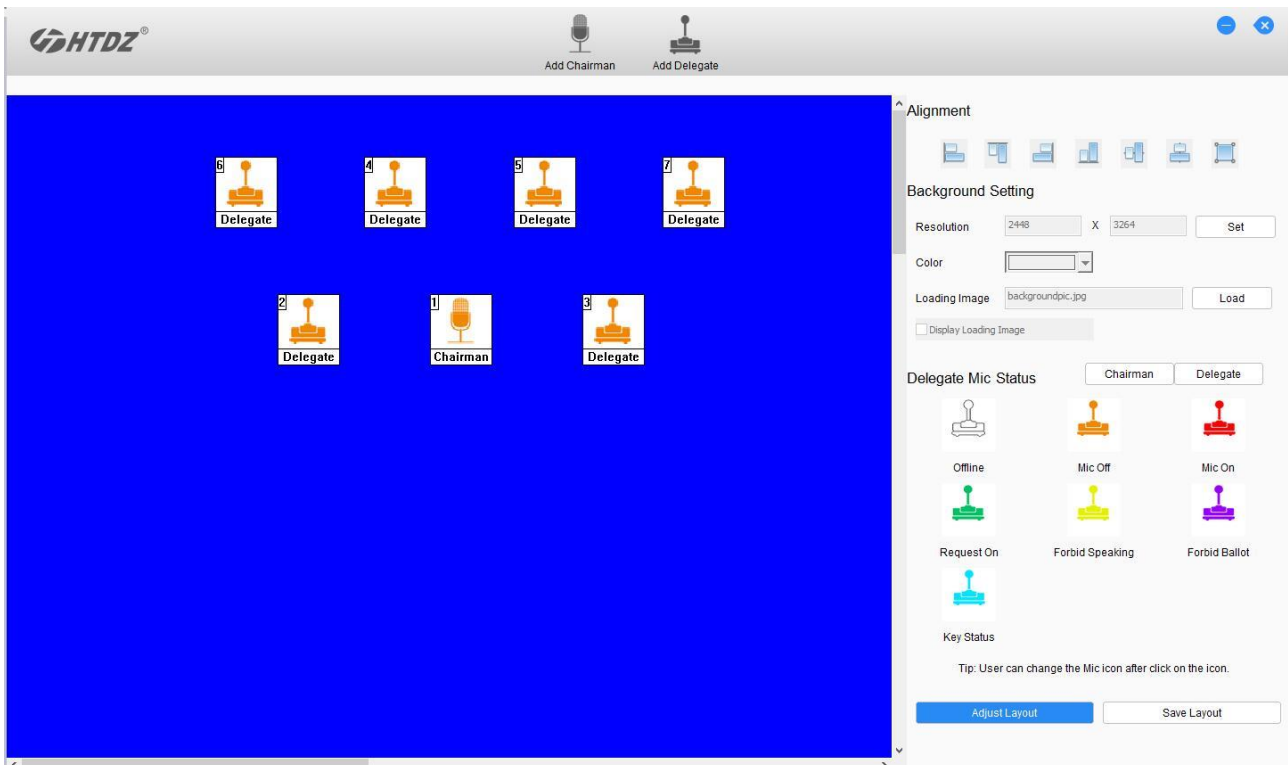 HTDZ®
Add Chairman
Add Delegate
6
Delegate
4
Delegate
5
Delegate
7
Delegate
2
Delegate
1
Chairman
3
Delegate
Alignment
Background Setting
Resolution 2448 X 3264 Set
Color
Loading Image backgroundpic.jpg Load
Display Loading Image
Delegate Mic Status Chairman Delegate
Offline Mic Off Mic On
Request On Forbid Speaking Forbid Ballot
Key Status
Tip: User can change the Mic icon after click on the icon.
Adjust Layout Save Layout